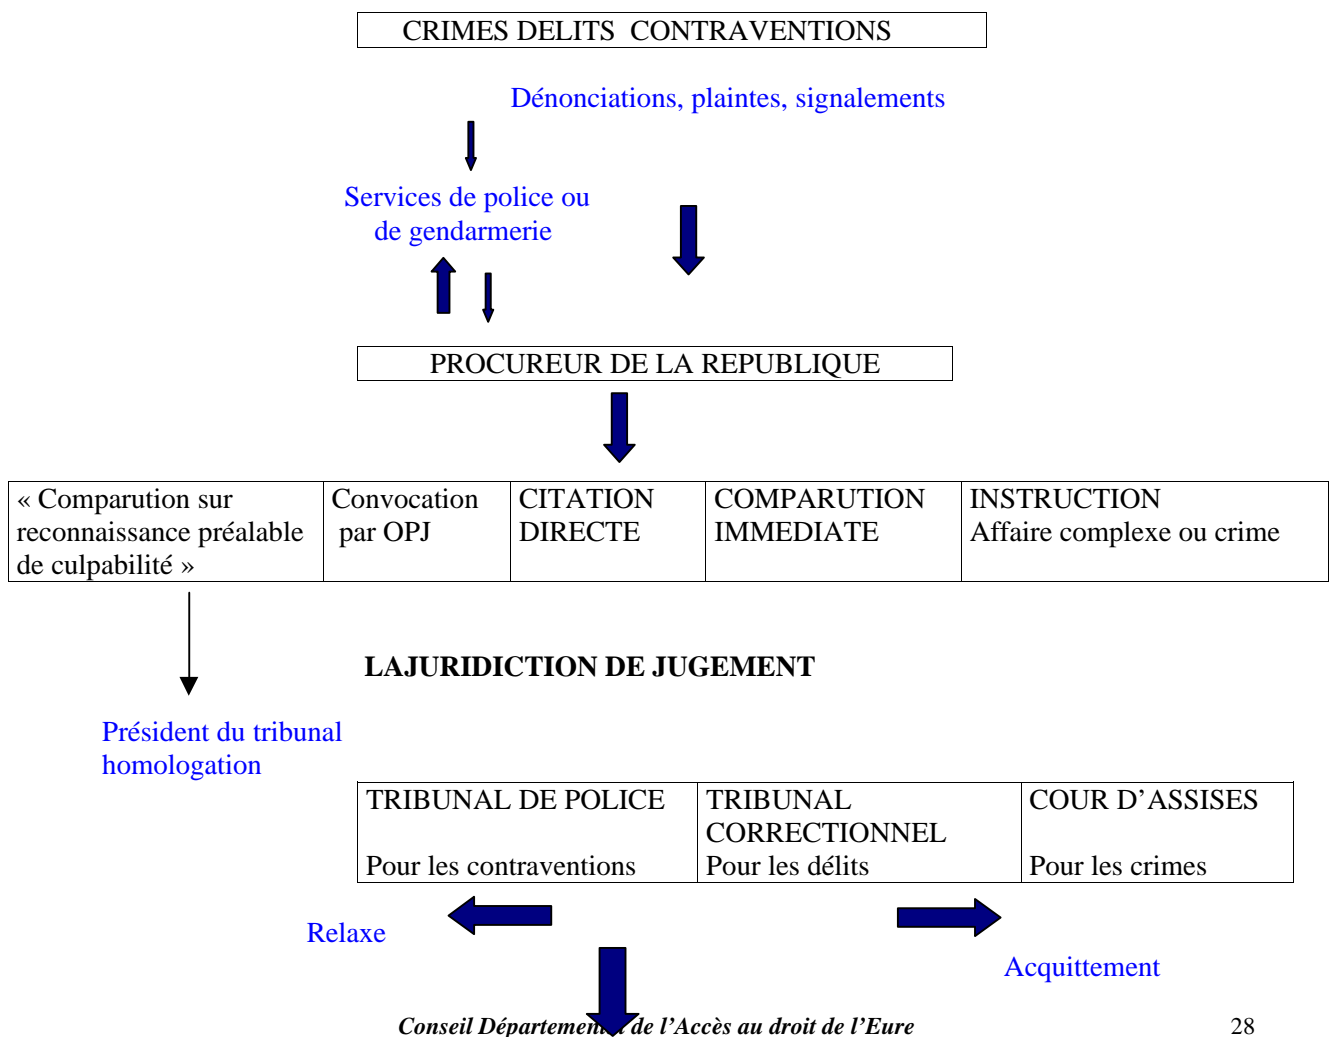 CRIMES DELITS CONTRAVENTIONS
Dénonciations, plaintes, signalements
Services de police ou
de gendarmerie
PROCUREUR DE LA REPUBLIQUE
« Comparution sur
reconnaissance préalable
de culpabilité »
Convocation
par OPJ
CITATION
DIRECTE
COMPARUTION
IMMEDIATE
INSTRUCTION
Affaire complexe ou crime
LAJURIDICTION DE JUGEMENT
Président du tribunal
homologation
TRIBUNAL DE POLICE
Pour les contraventions
TRIBUNAL
CORRECTIONNEL
Pour les délits
COUR D’ASSISES
Pour les crimes
Relaxe
Acquittement
Conseil Départemental de l’Accès au droit de l’Eure
28